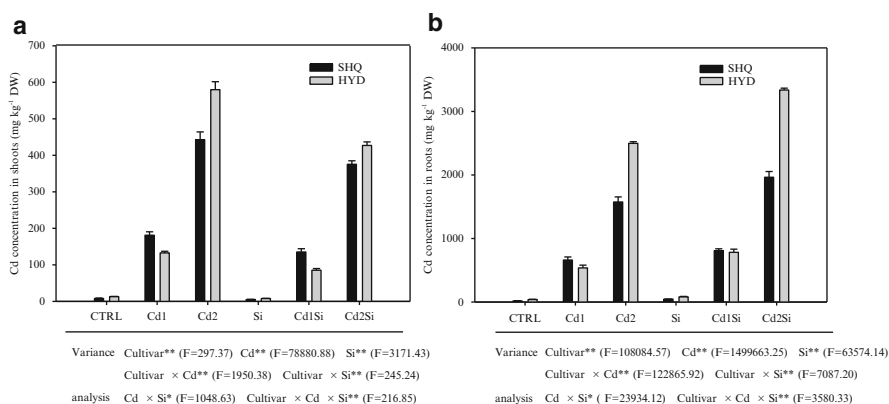 a
700
600
500
400
300
200
100
0
Cd concentration in shoots (mg kg-1 DW)
SHQ
HYD
CTRL Cd1 Cd2 Si Cd1Si Cd2Si
Variance Cultivar** (F=297.37) Cd** (F=78880.88) Si** (F=3171.43)
Cultivar × Cd** (F=1950.38) Cultivar × Si** (F=245.24)
analysis Cd × Si* (F=1048.63) Cultivar × Cd × Si** (F=216.85)
b
4000
3000
2000
1000
0
Cd concentration in roots (mg kg-1 DW)
SHQ
HYD
CTRL Cd1 Cd2 Si Cd1Si Cd2Si
Variance Cultivar** (F=108084.57) Cd** (F=1499663.25) Si** (F=63574.14)
Cultivar × Cd** (F=122865.92) Cultivar × Si** (F=7087.20)
analysis Cd × Si* ( F=23934.12) Cultivar × Cd × Si** (F=3580.33)